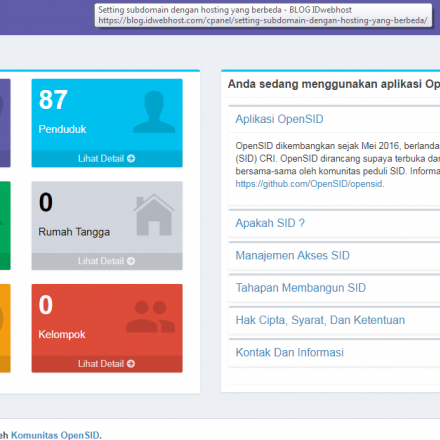 Setting subdomain dengan hosting yang berbeda - BLOG IDwebhost
https://blog.idwebhost.com/cpanel/setting-subdomain-dengan-hosting-yang-berbeda/
87
Penduduk
Lihat Detail
0
Rumah Tangga
Lihat Detail
0
Kelompok
Lihat Detail
Anda sedang menggunakan aplikasi Op
Aplikasi OpenSID
OpenSID dikembangkan sejak Mei 2016, berlanda
(SID) CRI. OpenSID dirancang supaya terbuka dar
bersama-sama oleh komunitas peduli SID. Informa
https://github.com/OpenSID/opensid.
Apakah SID ?
Manajemen Akses SID
Tahapan Membangun SID
Hak Cipta, Syarat, Dan Ketentuan
Kontak Dan Informasi
eh Komunitas OpenSID.